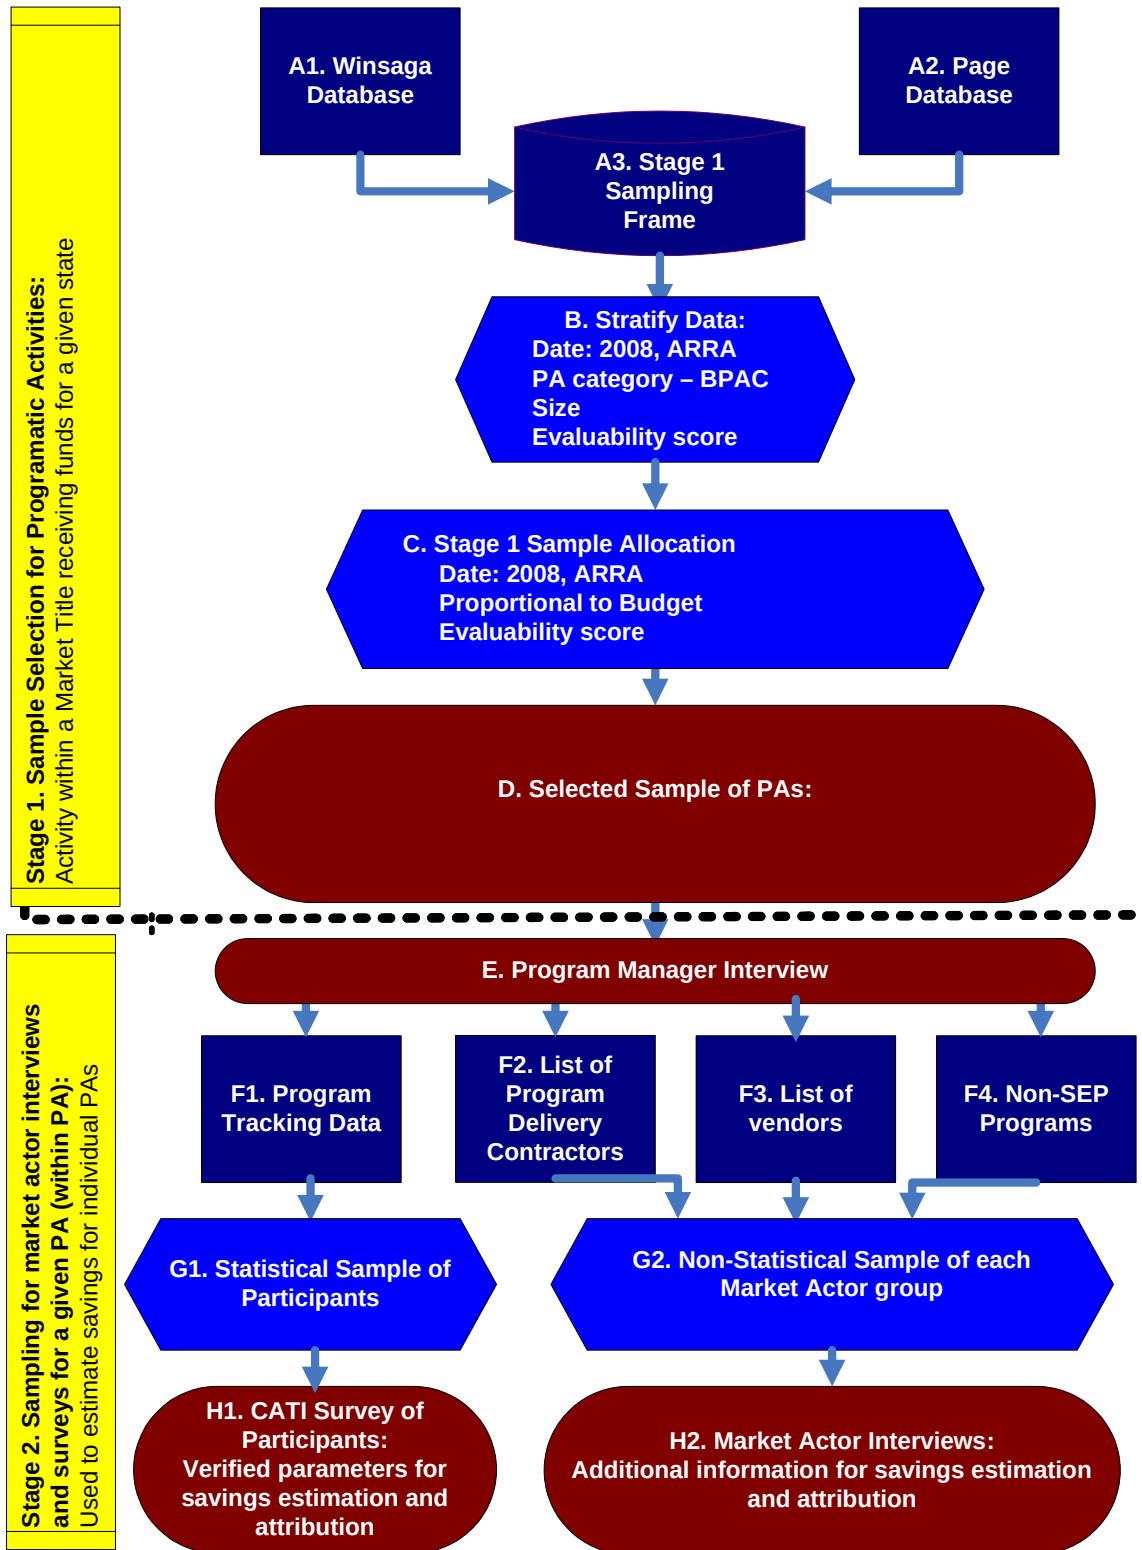 Stage 1. Sample Selection for Programatic Activities:
Activity within a Market Title receiving funds for a given state
A1. Winsaga
Database
A2. Page
Database
A3. Stage 1
Sampling
Frame
B. Stratify Data:
Date: 2008, ARRA
PA category – BPAC
Size
Evaluability score
C. Stage 1 Sample Allocation
Date: 2008, ARRA
Proportional to Budget
Evaluability score
D. Selected Sample of PAs:
Stage 2. Sampling for market actor interviews
and surveys for a given PA (within PA):
Used to estimate savings for individual PAs
E. Program Manager Interview
F1. Program
Tracking Data
F2. List of
Program
Delivery
Contractors
F3. List of
vendors
F4. Non-SEP
Programs
G1. Statistical Sample of
Participants
G2. Non-Statistical Sample of each
Market Actor group
H1. CATI Survey of
Participants:
Verified parameters for
savings estimation and
attribution
H2. Market Actor Interviews:
Additional information for savings estimation
and attribution